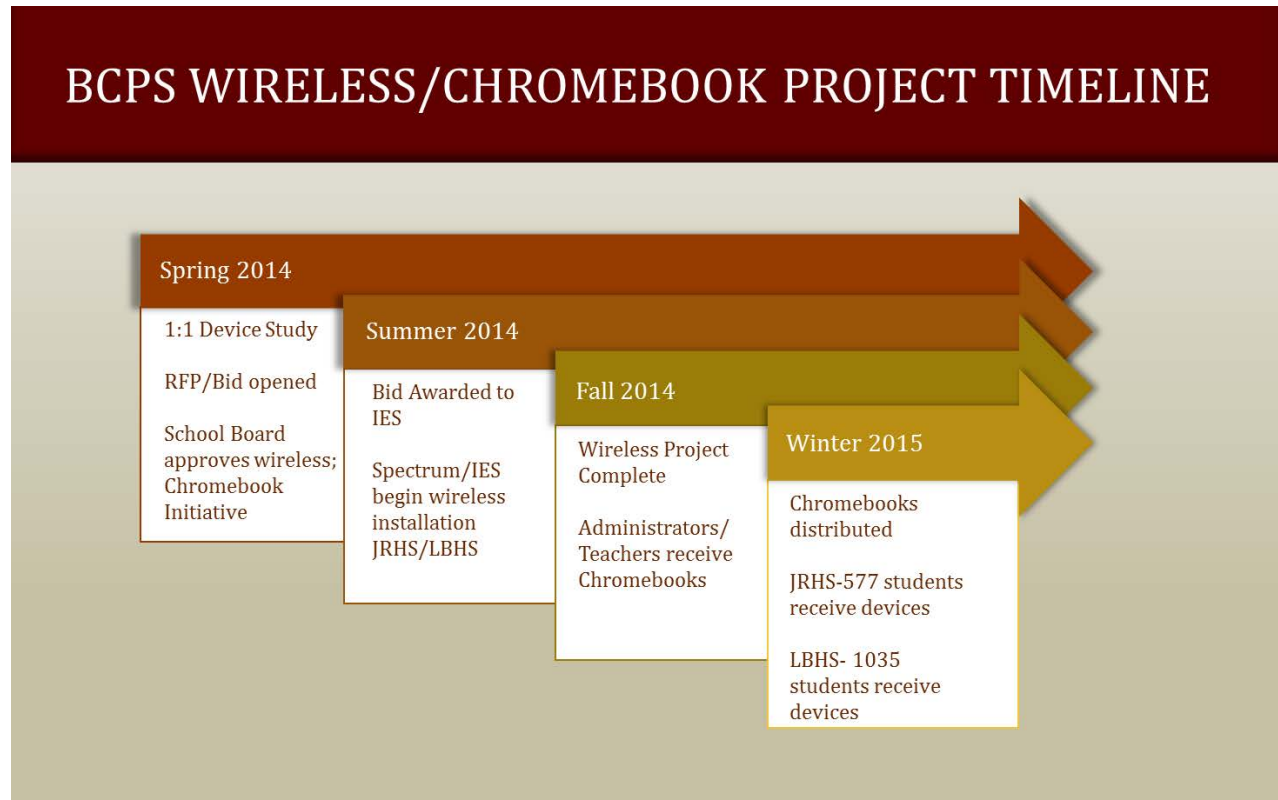 BCPS WIRELESS/CHROMEBOOK PROJECT TIMELINE
Spring 2014
1:1 Device Study
RFP/Bid opened
School Board
approves wireless;
Chromebook
Initiative
Summer 2014
Bid Awarded to
IES
Spectrum/IES
begin wireless
installation
JRHS/LBHS
Fall 2014
Wireless Project
Complete
Administrators/
Teachers receive
Chromebooks
Winter 2015
Chromebooks
distributed
JRHS-577 students
receive devices
LBHS- 1035
students receive
devices